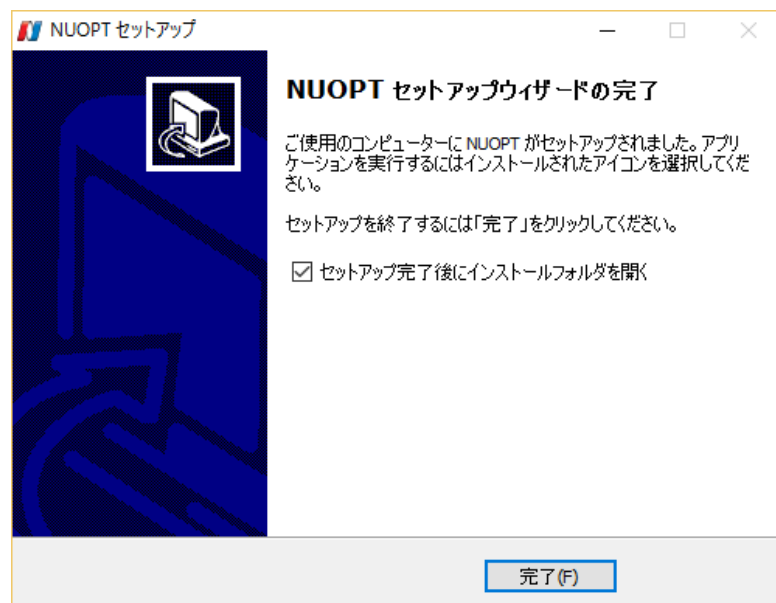 NUOPT セットアップ
NUOPT セットアップウィザードの完了
ご使用のコンピューターに NUOPT がセットアップされました。アプリ
ケーションを実行するにはインストールされたアイコンを選択してくだ
さい。
セットアップを終了するには「完了」をクリックしてください。
セットアップ完了後にインストールフォルダを開く
完了(F)